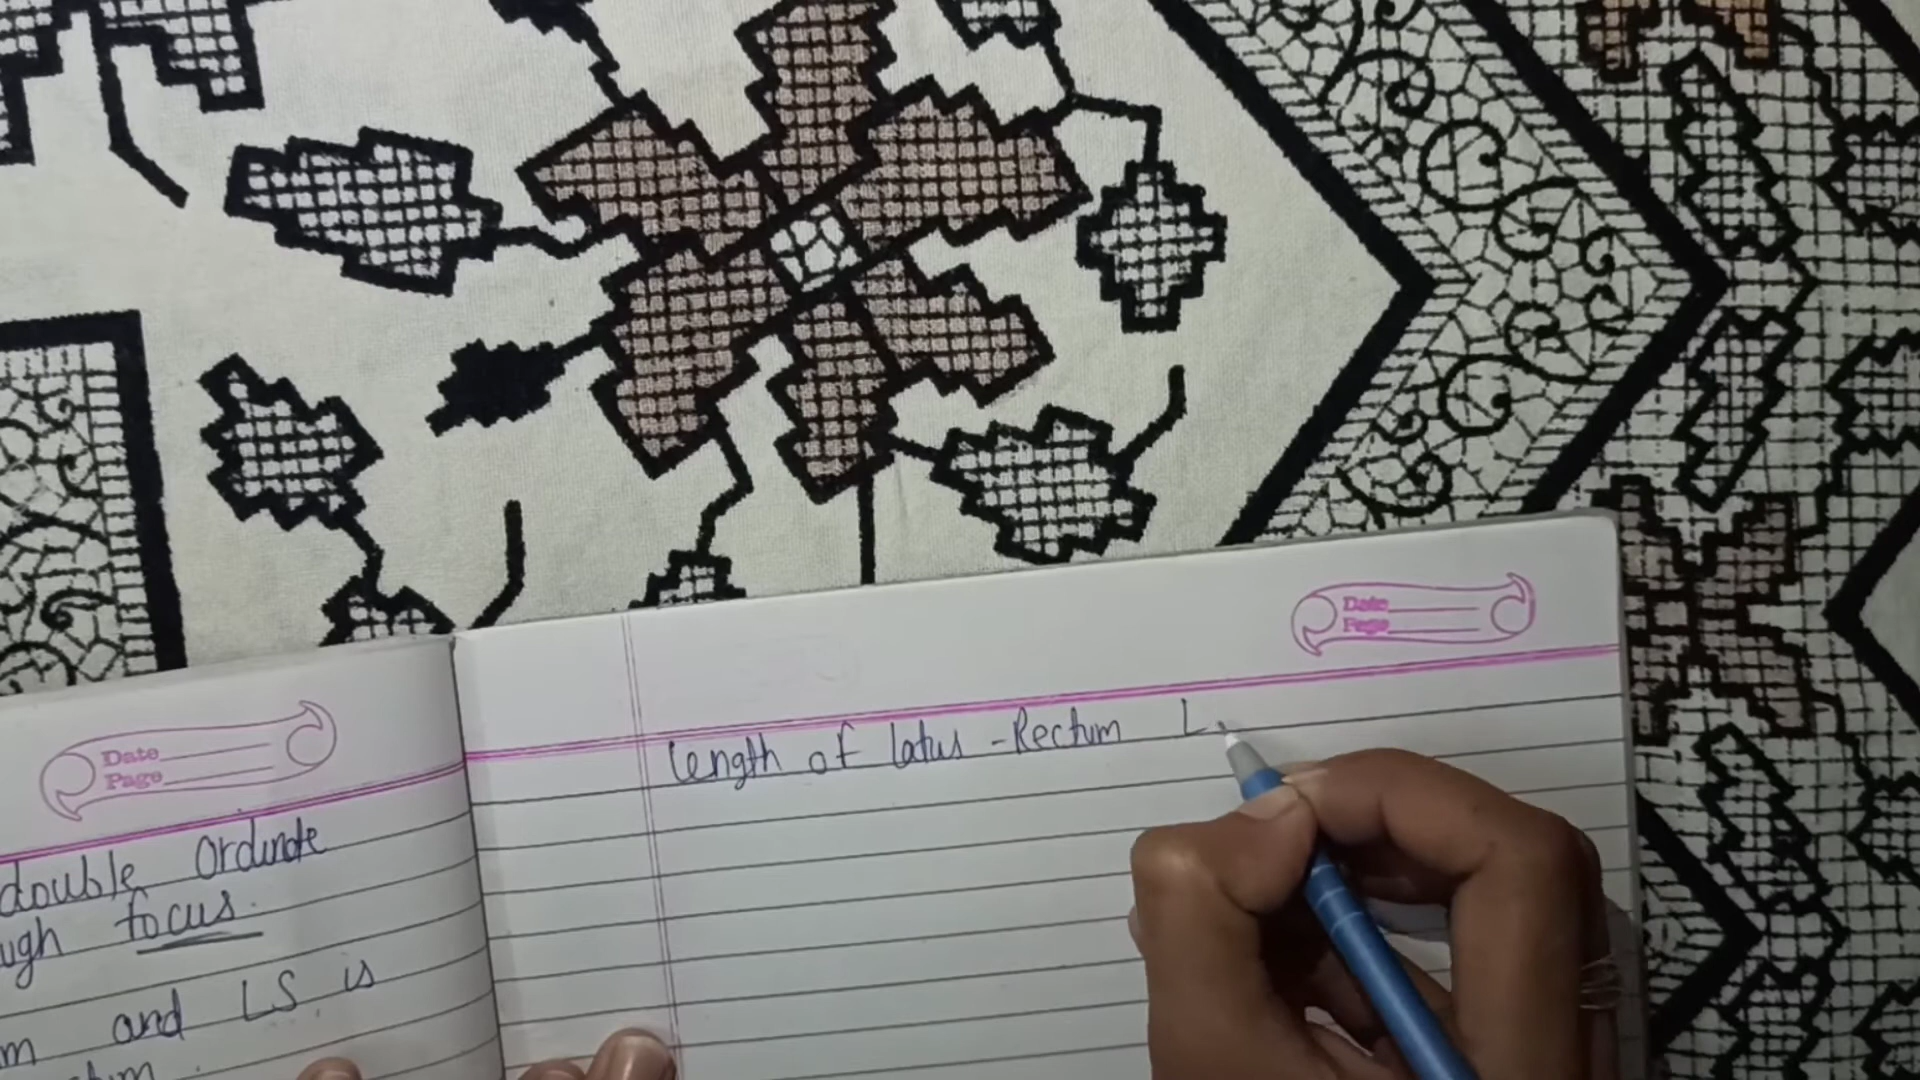 Date
Page
double Ordinate
ugh focus.
m and LS is
Date
Page
Length of Latus - Rectum L